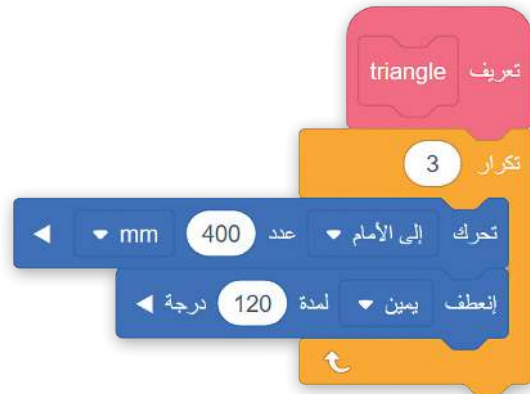 تعريف triangle
تكرار 3
تحرك إلى الأمام عدد 400 mm
إنعطف يمين لمدة 120 درجة